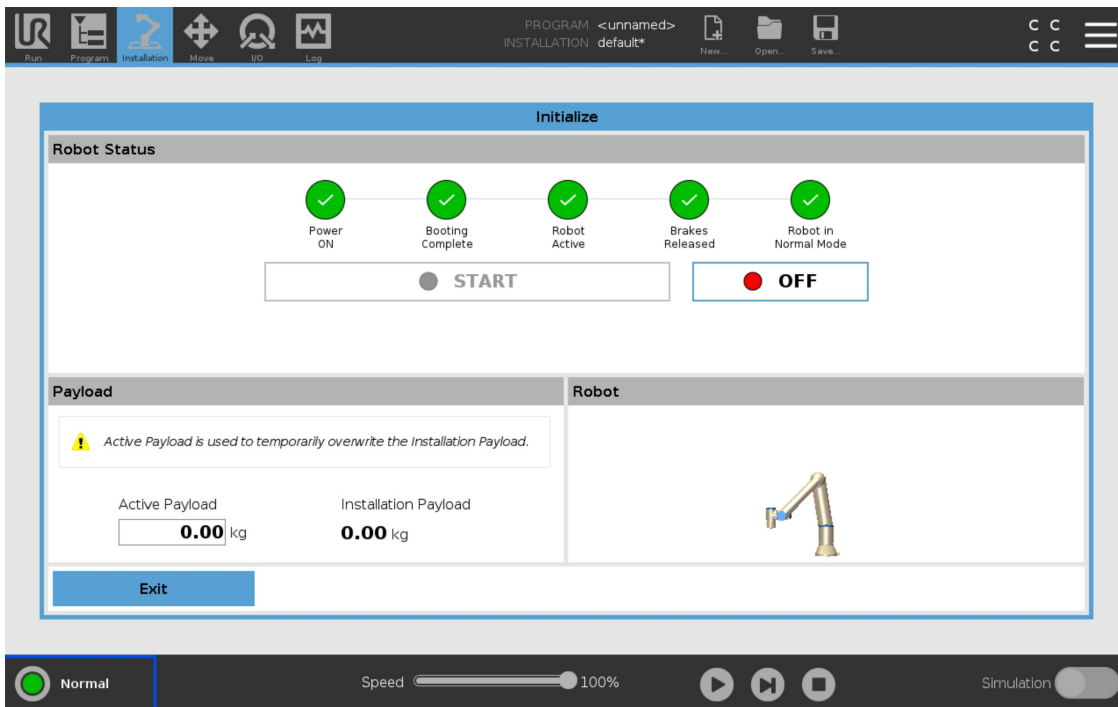 PROGRAM <unnamed>
INSTALLATION default*
C C
C C
UR
Run
Program
Installation
Move
I/O
Log
New...
Open...
Save...
Initialize
Robot Status
Power
ON
Booting
Complete
Robot
Active
Brakes
Released
Robot in
Normal Mode
START
OFF
Payload
Robot
Active Payload is used to temporarily overwrite the Installation Payload.
Active Payload
Installation Payload
0.00 kg
0.00 kg
Exit
Normal
Speed
100%
Simulation